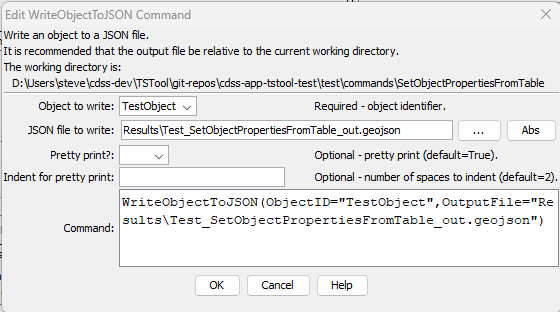 Edit WriteObjectToJSON Command
Write an object to a JSON file.
It is recommended that the output file be relative to the current working directory.
The working directory is:
D:\Users\steve\cdss-dev\TSTool\git-repos\cdss-app-tstool-test\test\commands\SetObjectPropertiesFromTable
Object to write: TestObject Required - object identifier.
JSON file to write: Results\Test_SetObjectPropertiesFromTable_out.geojson ... Abs
Pretty print?: Optional - pretty print (default=True).
Indent for pretty print: Optional - number of spaces to indent (default=2).
Command: WriteObjectToJSON(ObjectID="TestObject",OutputFile="Re
sults\Test_SetObjectPropertiesFromTable_out.geojson")
OK Cancel Help